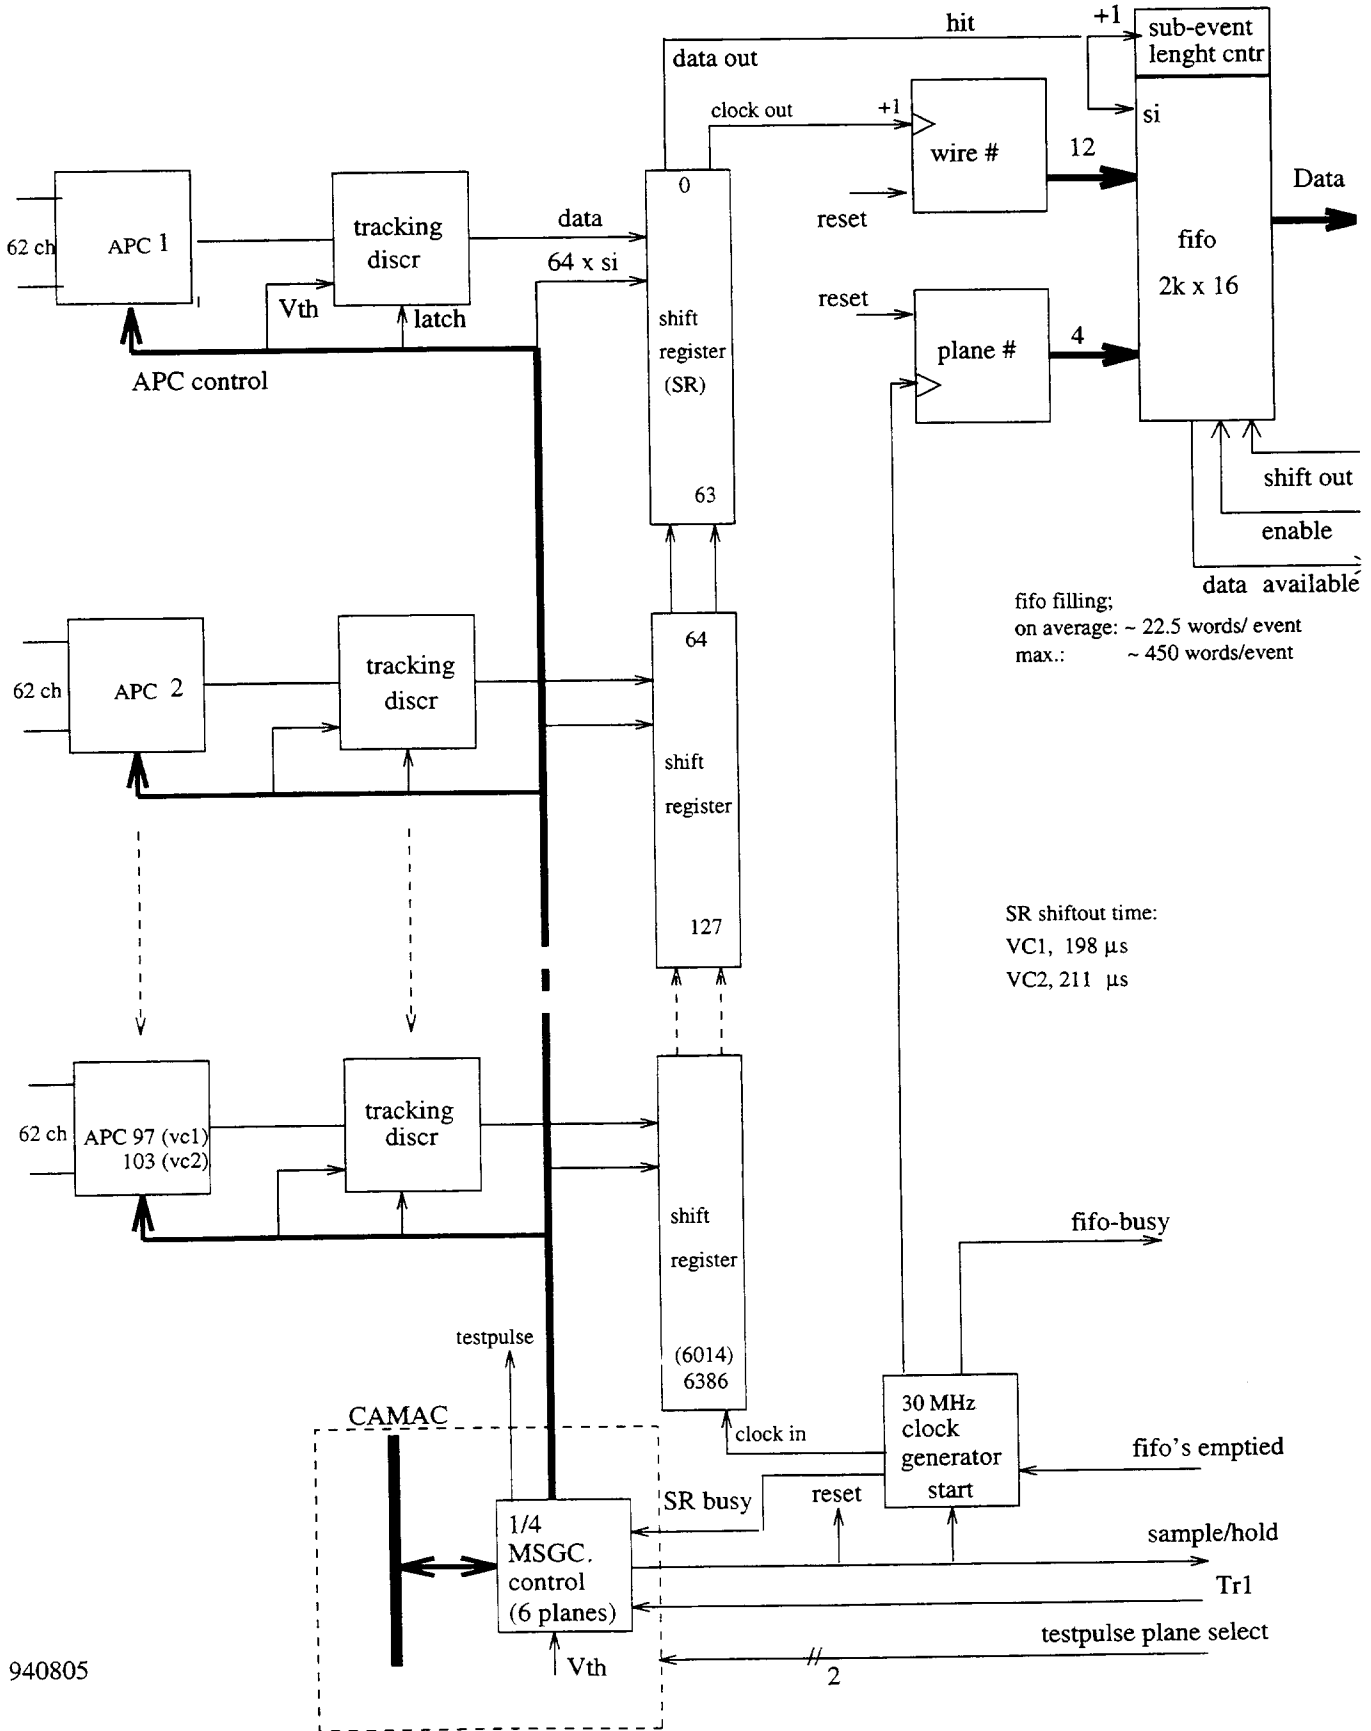 hit
+1
sub-event
lenght cntr
data out
si
clock out
+1
wire #
12
Data
reset
fifo
2k x 16
reset
plane #
4
shift out
enable
data available
62 ch
APC 1
tracking
discr
data
64 x si
Vth
latch
APC control
0
shift
register
(SR)
63
fifo filling;
on average: ~ 22.5 words/ event
max.: ~ 450 words/event
62 ch
APC 2
tracking
discr
64
shift
register
127
SR shiftout time:
VC1, 198 µs
VC2, 211 µs
62 ch
APC 97 (vc1)
103 (vc2)
tracking
discr
shift
register
(6014)
6386
fifo-busy
testpulse
30 MHz
clock
generator
start
clock in
fifo's emptied
CAMAC
SR busy
reset
1/4
MSGC.
control
(6 planes)
sample/hold
Tr1
testpulse plane select
2
Vth
940805